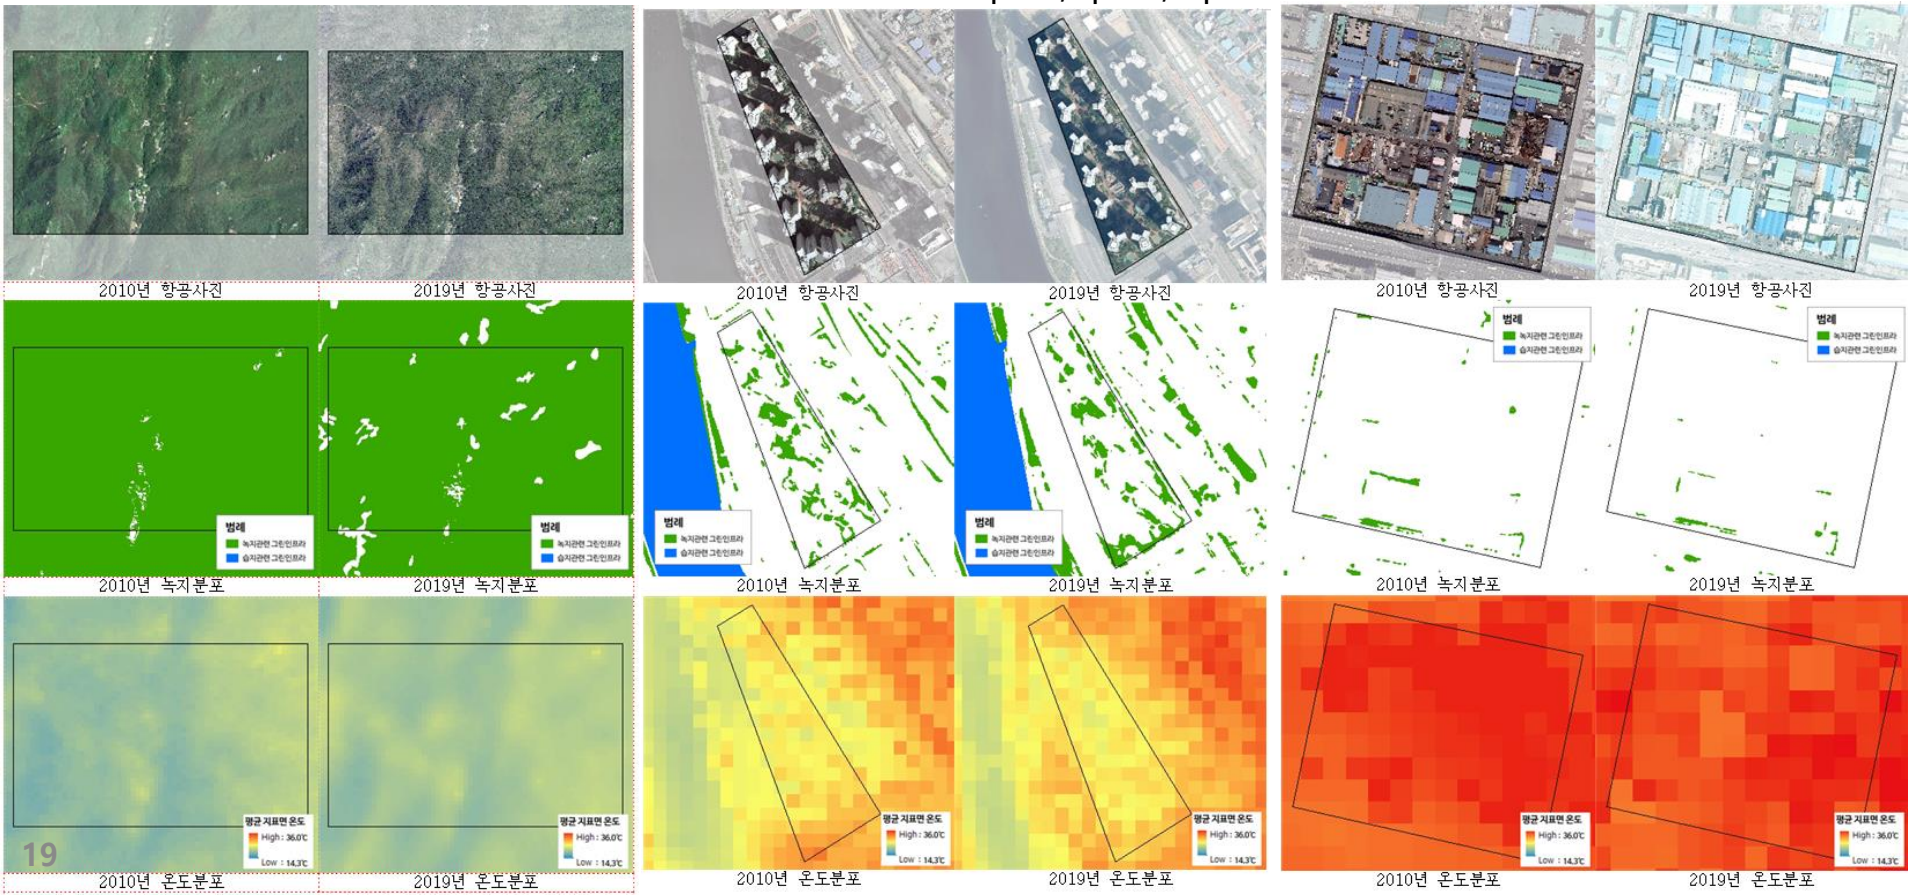 2010년 항공사진
2019년 항공사진
2010년 항공사진
2019년 항공사진
2010년 항공사진
2019년 항공사진
범례
녹지관련 그린인프라
습지관련 그린인프라
범례
녹지관련 그린인프라
습지관련 그린인프라
범례
녹지관련 그린인프라
습지관련 그린인프라
범례
녹지관련 그린인프라
습지관련 그린인프라
범례
녹지관련 그린인프라
습지관련 그린인프라
범례
녹지관련 그린인프라
습지관련 그린인프라
2010년 녹지분포
2019년 녹지분포
2010년 녹지분포
2019년 녹지분포
2010년 녹지분포
2019년 녹지분포
평균 지표면 온도
High : 36.0℃
Low : 14.3℃
평균 지표면 온도
High : 36.0℃
Low : 14.3℃
평균 지표면 온도
High : 36.0℃
Low : 14.3℃
평균 지표면 온도
High : 36.0℃
Low : 14.3℃
평균 지표면 온도
High : 36.0℃
Low : 14.3℃
평균 지표면 온도
High : 36.0℃
Low : 14.3℃
19
2010년 온도분포
2019년 온도분포
2010년 온도분포
2019년 온도분포
2010년 온도분포
2019년 온도분포